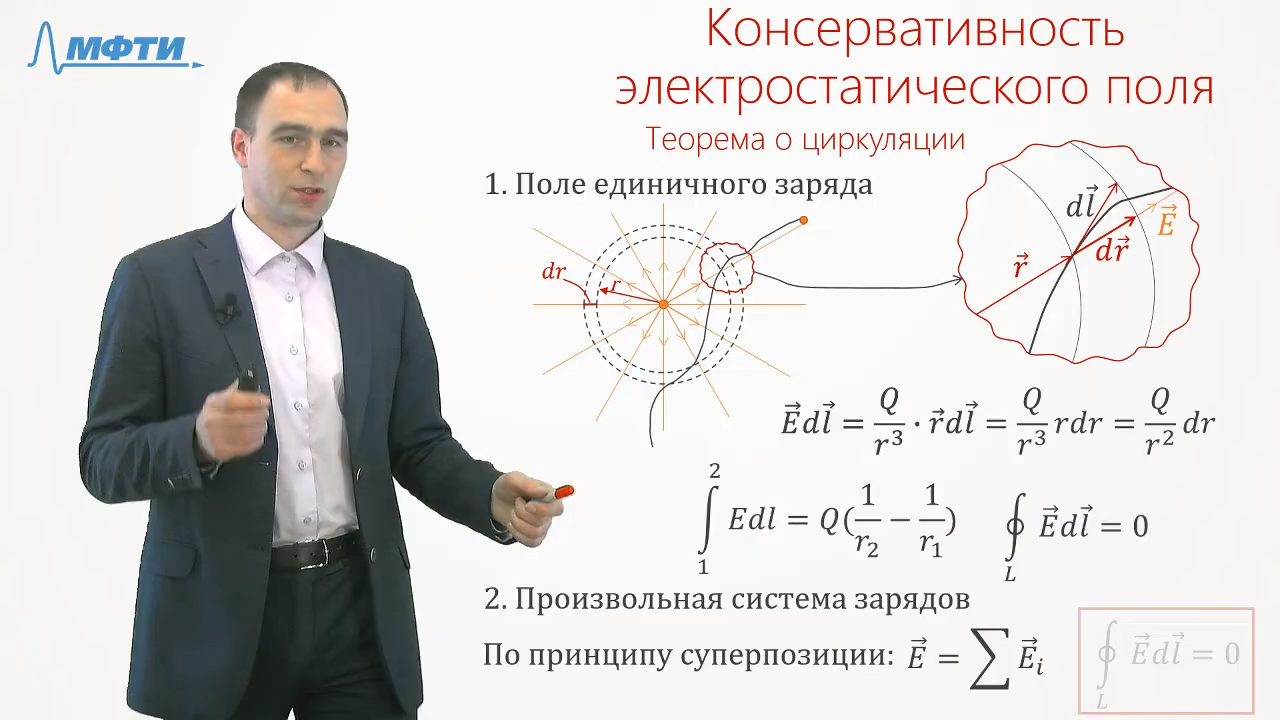 МФТИ
Консервативность
электростатического поля
Теорема о циркуляции
1. Поле единичного заряда
dr
r
dl⃗
E⃗
dr⃗
r⃗
E⃗dl⃗ = Q/r³ · r⃗dl⃗ = Q/r³ rdr = Q/r² dr
∫₁² Edl = Q(1/r₂ − 1/r₁)
∮_L E⃗dl⃗ = 0
2. Произвольная система зарядов
По принципу суперпозиции: E⃗ = ∑ E⃗ᵢ
∮_L E⃗dl⃗ = 0